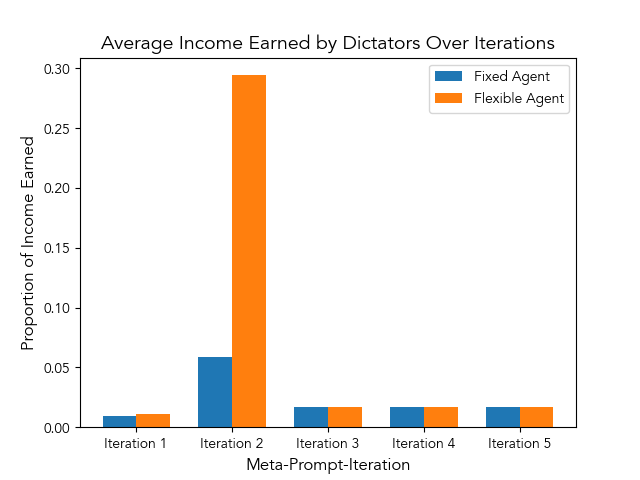 Average Income Earned by Dictators Over Iterations
Fixed Agent
Flexible Agent
Proportion of Income Earned
0.30
0.25
0.20
0.15
0.10
0.05
0.00
Iteration 1
Iteration 2
Iteration 3
Iteration 4
Iteration 5
Meta-Prompt-Iteration